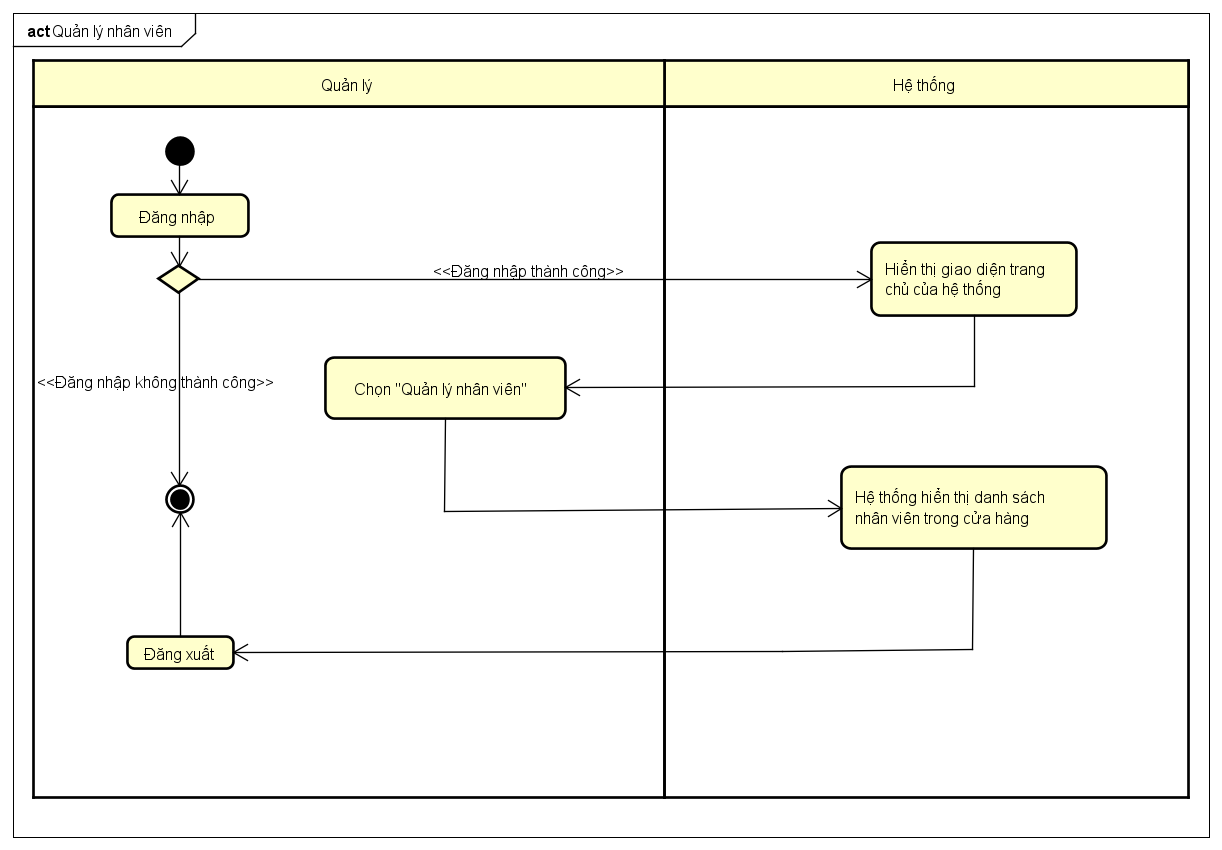 act Quản lý nhân viên
Quản lý
Hệ thống
Đăng nhập
<<Đăng nhập thành công>>
Hiển thị giao diện trang
chủ của hệ thống
<<Đăng nhập không thành công>>
Chọn "Quản lý nhân viên"
Hệ thống hiển thị danh sách
nhân viên trong cửa hàng
Đăng xuất